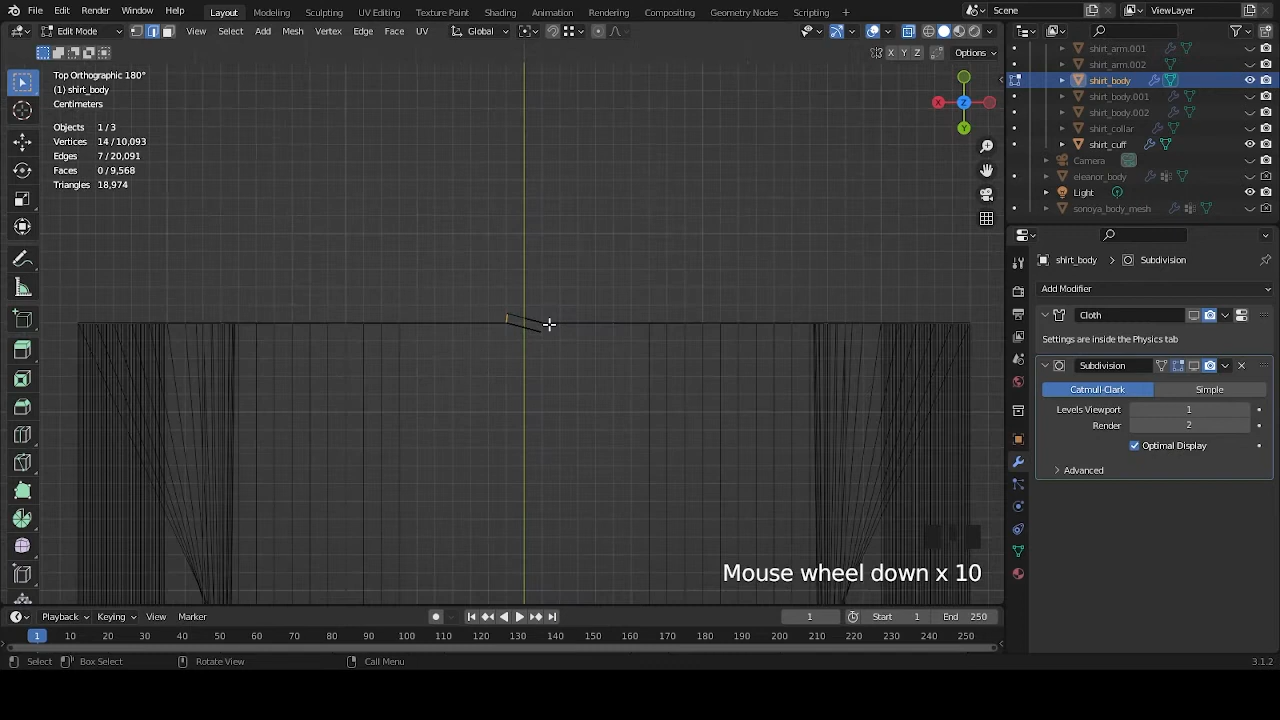 File Edit Render Window Help Layout Modeling Sculpting UV Editing Texture Paint Shading Animation Rendering Compositing Geometry Nodes Scripting + Scene ViewLayer
Edit Mode View Select Add Mesh Vertex Edge Face UV Global
X Y Z Options
Top Orthographic 180°
(1) shirt_body
Centimeters
Objects 1 / 3
Vertices 14 / 10,093
Edges 7 / 20,091
Faces 0 / 9,568
Triangles 18,974
X Z Y
Mouse wheel down x 10
shirt_arm.001
shirt_arm.002
shirt_body
shirt_body.001
shirt_body.002
shirt_collar
shirt_cuff
Camera
eleanor_body
Light
sonoya_body_mesh
shirt_body > Subdivision
Add Modifier
Cloth
Settings are inside the Physics tab
Subdivision
Catmull-Clark Simple
Levels Viewport 1
Render 2
Optimal Display
Advanced
Playback Keying View Marker 1 Start 1 End 250
1 10 20 30 40 50 60 70 80 90 100 110 120 130 140 150 160 170 180 190 200 210 220 230 240 250
Select Box Select Rotate View Call Menu 3.1.2